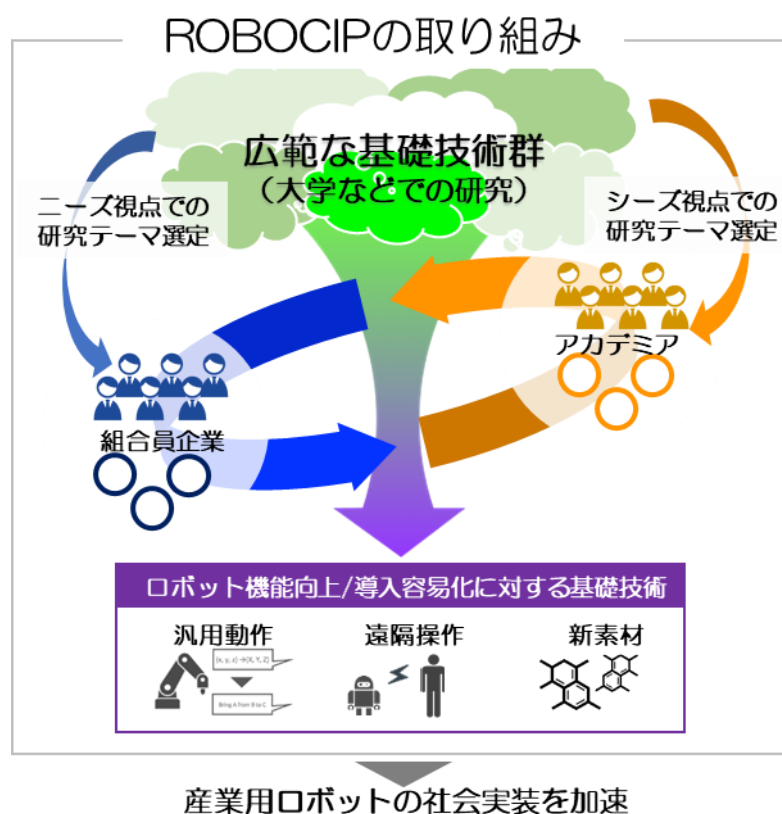 ROBOCIPの取り組み
広範な基礎技術群
（大学などでの研究）
ニーズ視点での
研究テーマ選定
シーズ視点での
研究テーマ選定
アカデミア
組合員企業
ロボット機能向上/導入容易化に対する基礎技術
汎用動作
遠隔操作
新素材
(x, y, z) →(X, Y, Z)
Bring A from B to C
産業用ロボットの社会実装を加速